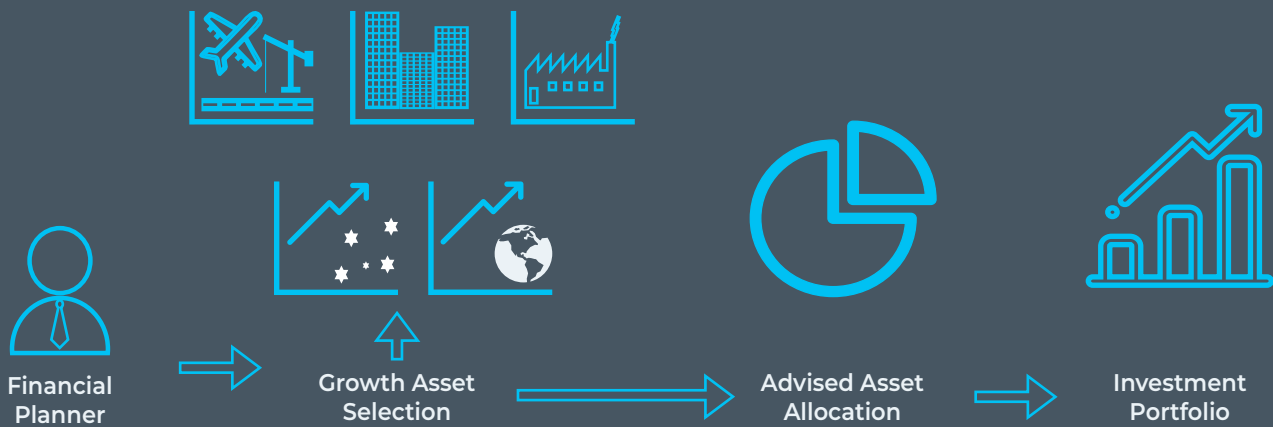 Financial
Planner
Growth Asset
Selection
Advised Asset
Allocation
Investment
Portfolio